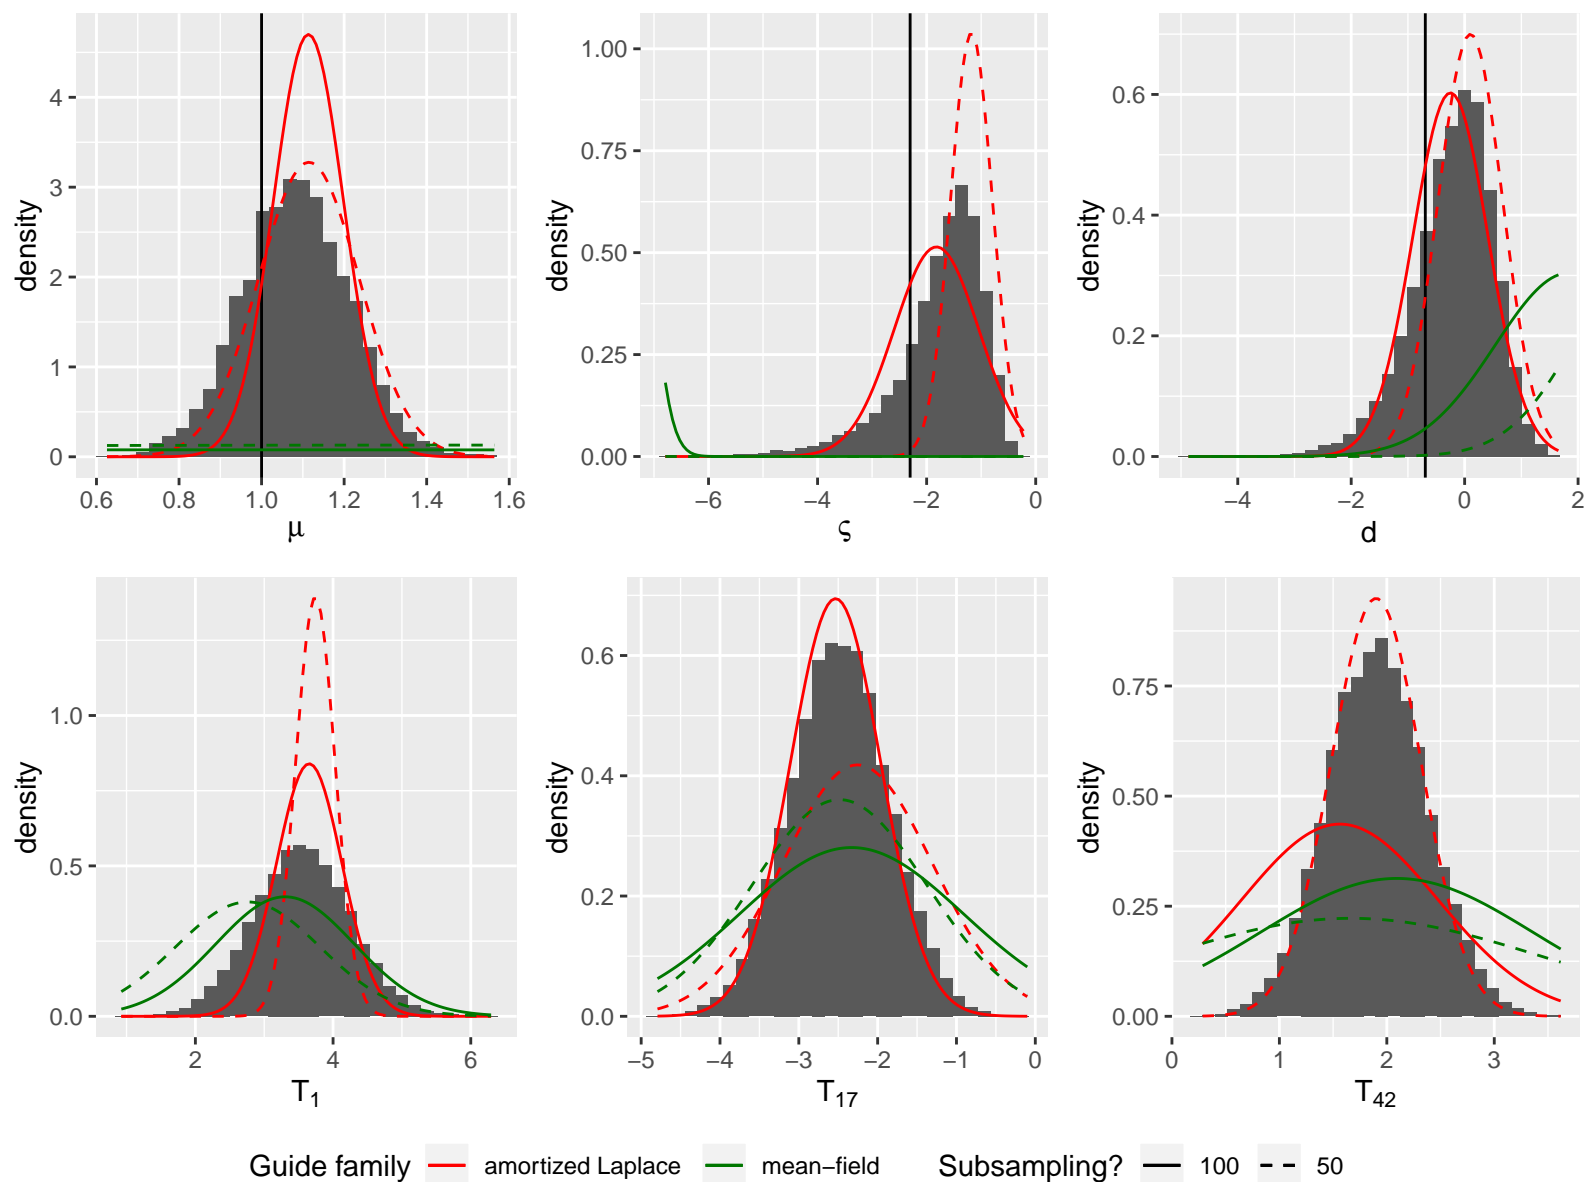 density
4
3
2
1
0
0.6 0.8 1.0 1.2 1.4 1.6
μ
density
1.00
0.75
0.50
0.25
0.00
−6 −4 −2 0
ς
density
0.6
0.4
0.2
0.0
−4 −2 0 2
d
density
1.0
0.5
0.0
2 4 6
T1
density
0.6
0.4
0.2
0.0
−5 −4 −3 −2 −1 0
T17
density
0.75
0.50
0.25
0.00
0 1 2 3
T42
Guide family amortized Laplace mean−field Subsampling? 100 50